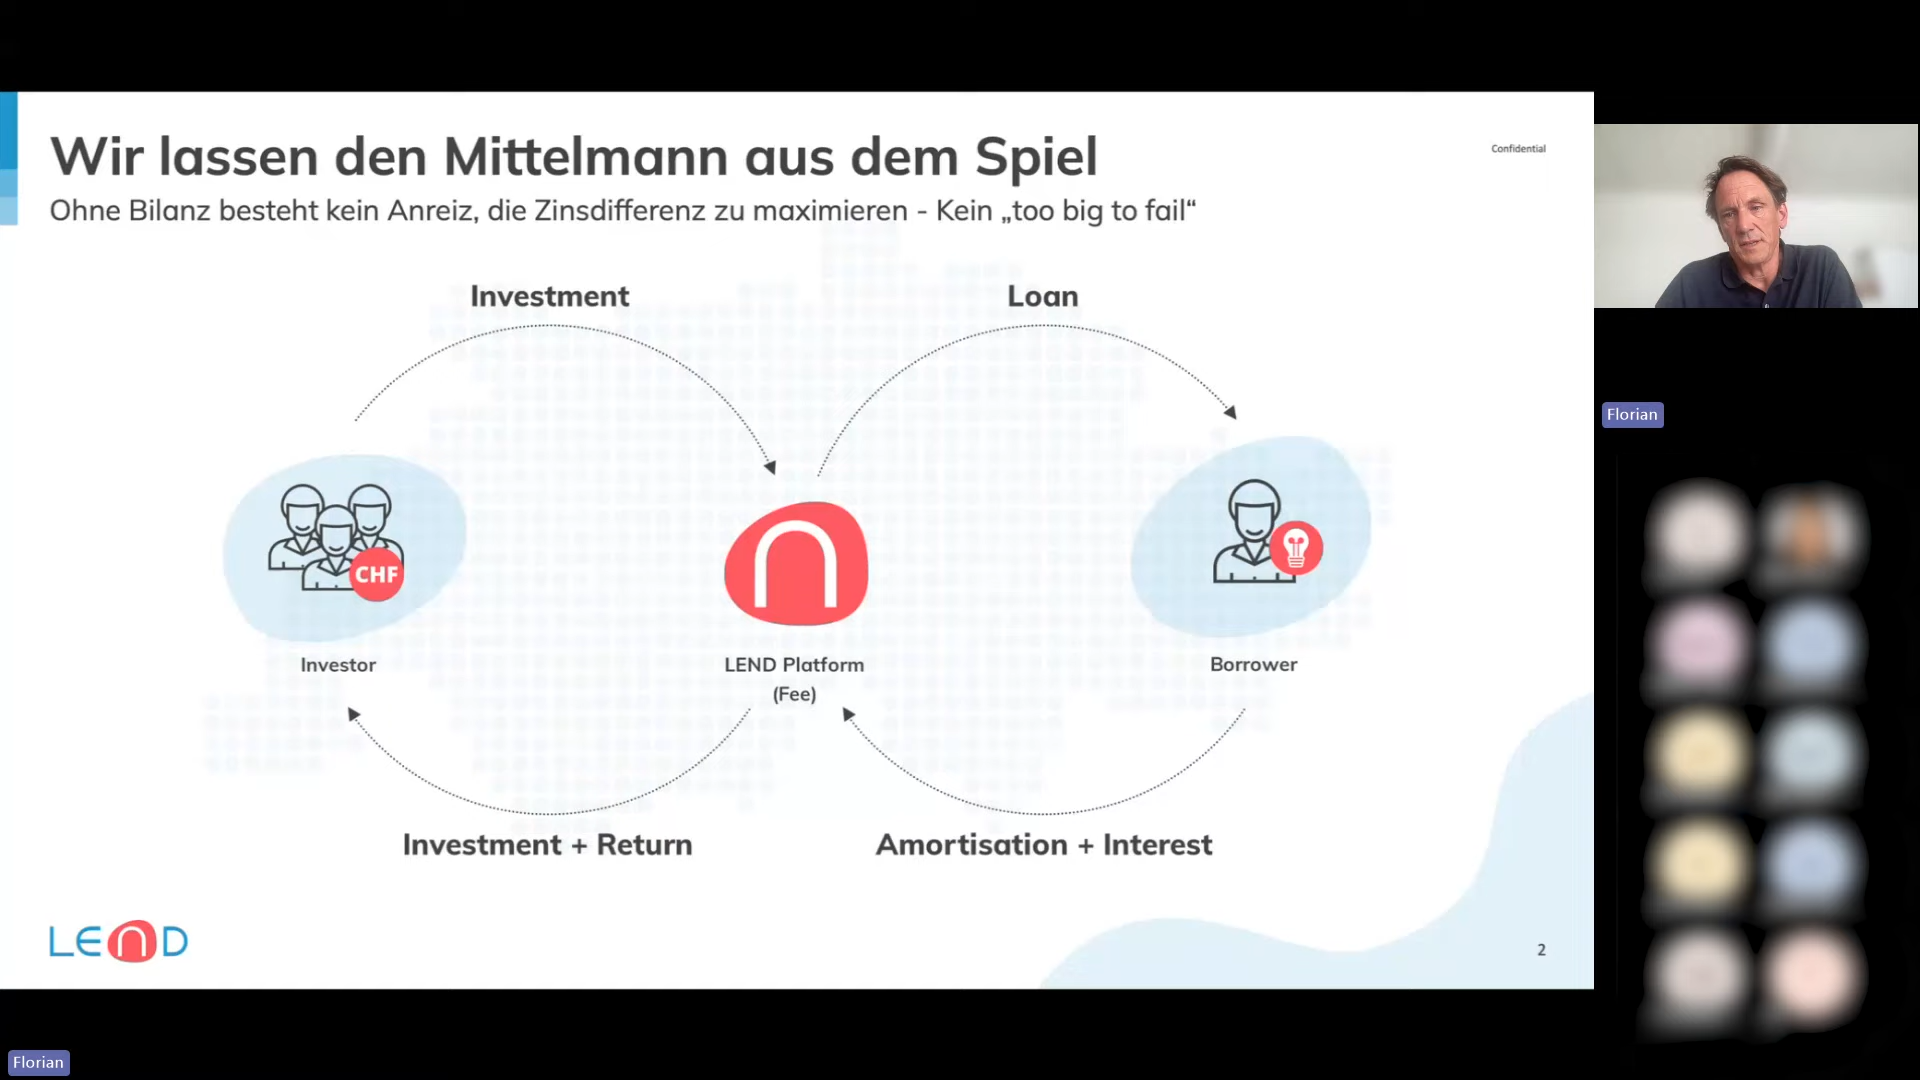 Wir lassen den Mittelmann aus dem Spiel
Confidential
Ohne Bilanz besteht kein Anreiz, die Zinsdifferenz zu maximieren - Kein „too big to fail“
Investment
Loan
CHF
Investor
LEND Platform
(Fee)
Borrower
Investment + Return
Amortisation + Interest
LEND
2
Florian
Florian